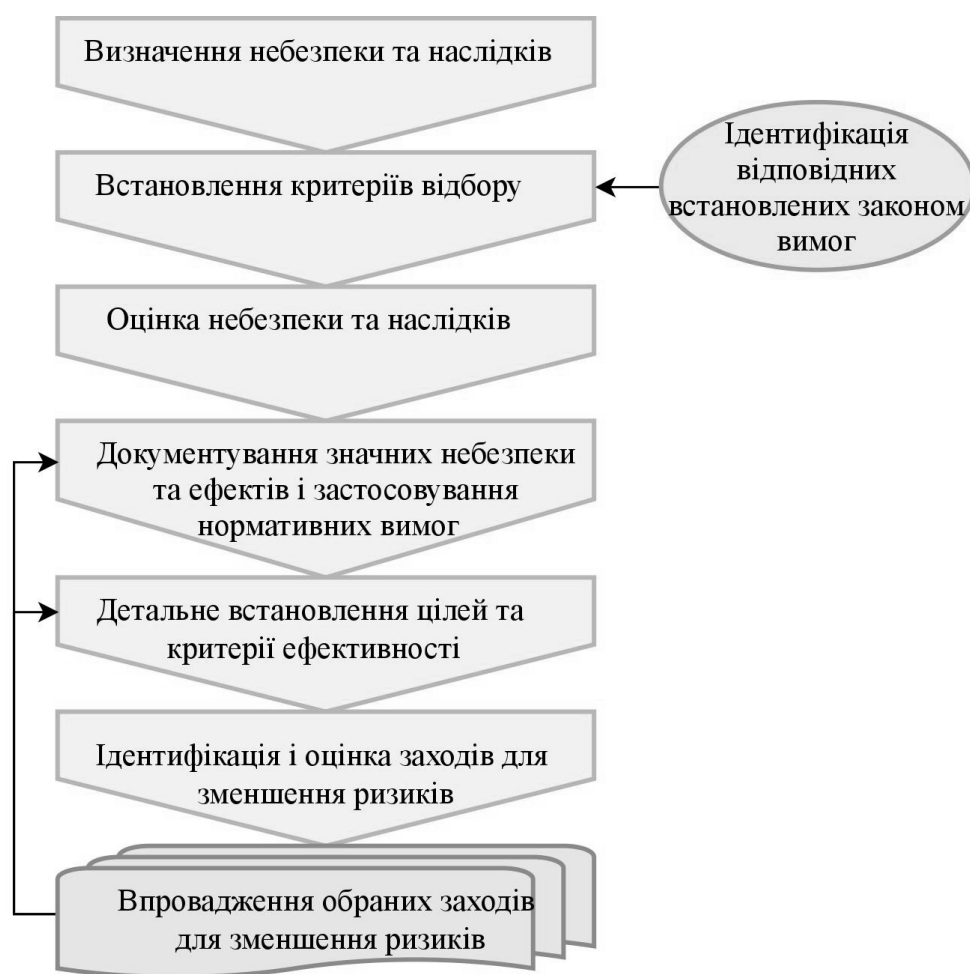 Визначення небезпеки та наслідків
Встановлення критеріїв відбору
Ідентифікація
відповідних
встановлених законом
вимог
Оцінка небезпеки та наслідків
Документування значних небезпеки
та ефектів і застосовування
нормативних вимог
Детальне встановлення цілей та
критерії ефективності
Ідентифікація і оцінка заходів для
зменшення ризиків
Впровадження обраних заходів
для зменшення ризиків